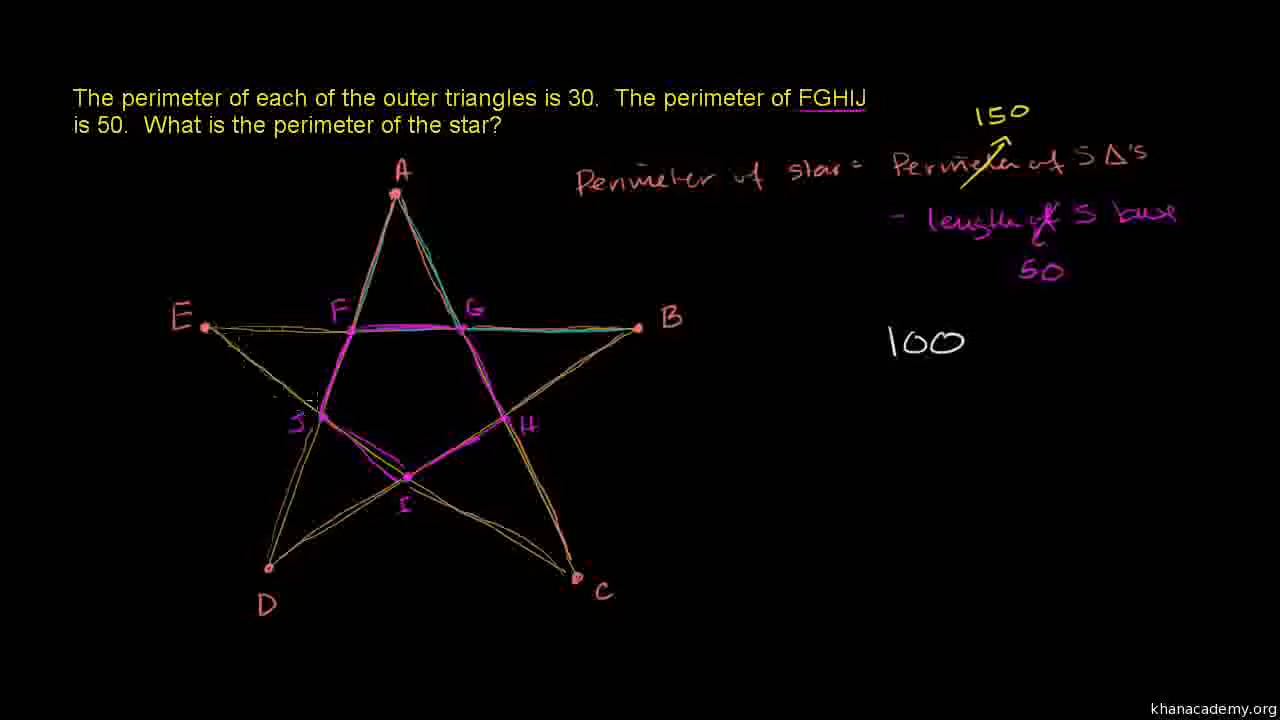 The perimeter of each of the outer triangles is 30. The perimeter of FGHIJ
is 50. What is the perimeter of the star?
150
Perimeter of star = Perimeter of 5 Δ's
- length of 5 base
50
100
A
E
F
G
B
J
H
I
D
C
khanacademy.org